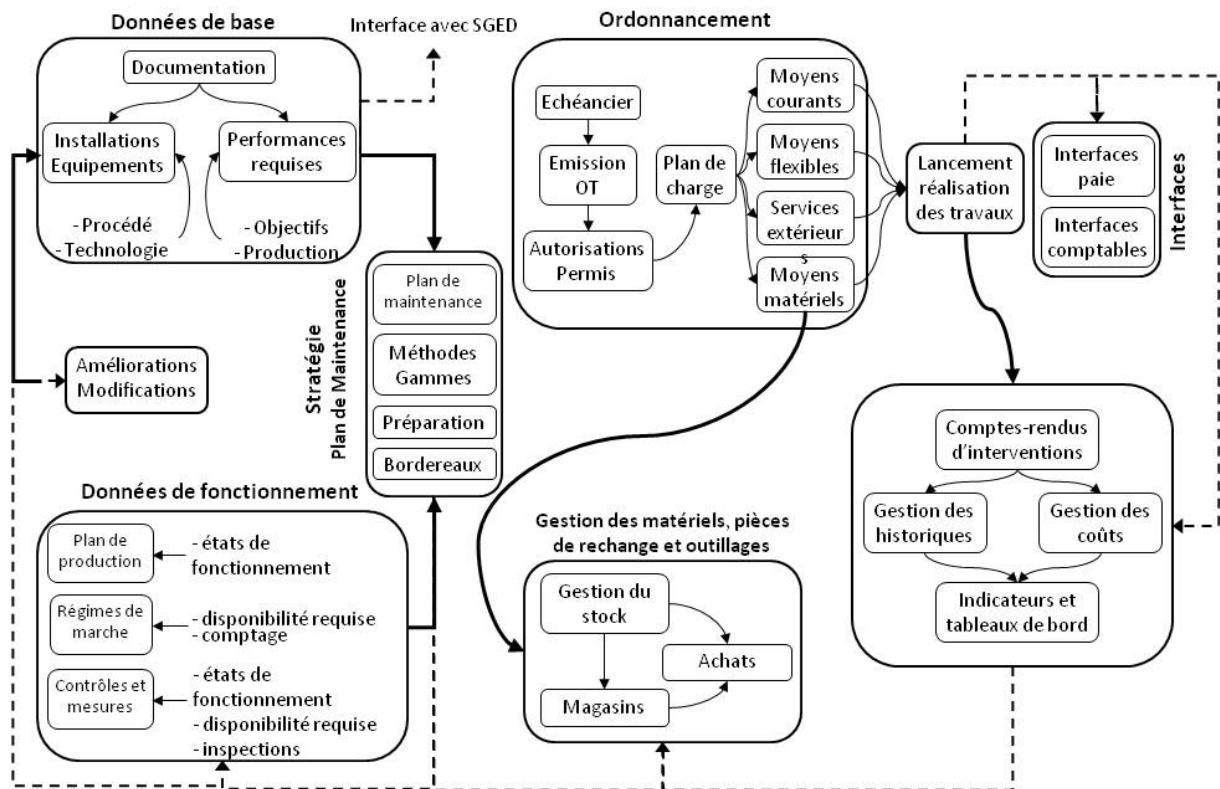 Données de base
Interface avec SGED
Documentation
Installations
Equipements
Performances
requises
- Procédé
- Technologie
- Objectifs
- Production
Améliorations
Modifications
Stratégie
Plan de Maintenance
Plan de
maintenance
Méthodes
Gammes
Préparation
Bordereaux
Données de fonctionnement
Plan de
production
- états de
fonctionnement
Régimes de
marche
- disponibilité requise
- comptage
Contrôles et
mesures
- états de
fonctionnement
- disponibilité requise
- inspections
Ordonnancement
Echéancier
Emission
OT
Autorisations
Permis
Plan de
charge
Moyens
courants
Moyens
flexibles
Services
extérieur
s
Moyens
matériels
Lancement
réalisation
des travaux
Interfaces
paie
Interfaces
comptables
Interfaces
Gestion des matériels, pièces
de rechange et outillages
Gestion du
stock
Achats
Magasins
Comptes-rendus
d'interventions
Gestion des
historiques
Gestion des
coûts
Indicateurs et
tableaux de bord